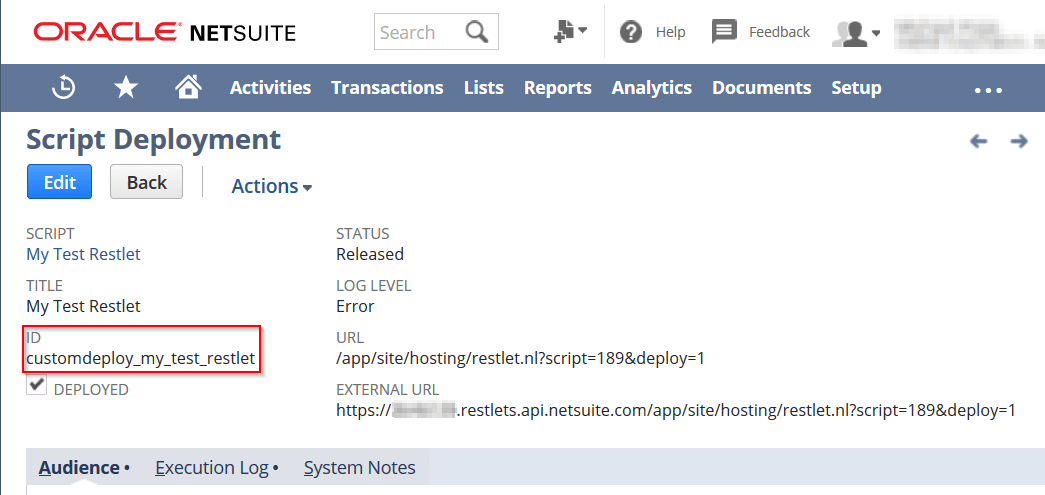 ORACLE NETSUITE
Search
Help
Feedback
Activities Transactions Lists Reports Analytics Documents Setup
Script Deployment
Edit Back Actions
SCRIPT
My Test Restlet
TITLE
My Test Restlet
ID
customdeploy_my_test_restlet
DEPLOYED
STATUS
Released
LOG LEVEL
Error
URL
/app/site/hosting/restlet.nl?script=189&deploy=1
EXTERNAL URL
https:// .restlets.api.netsuite.com/app/site/hosting/restlet.nl?script=189&deploy=1
Audience • Execution Log • System Notes